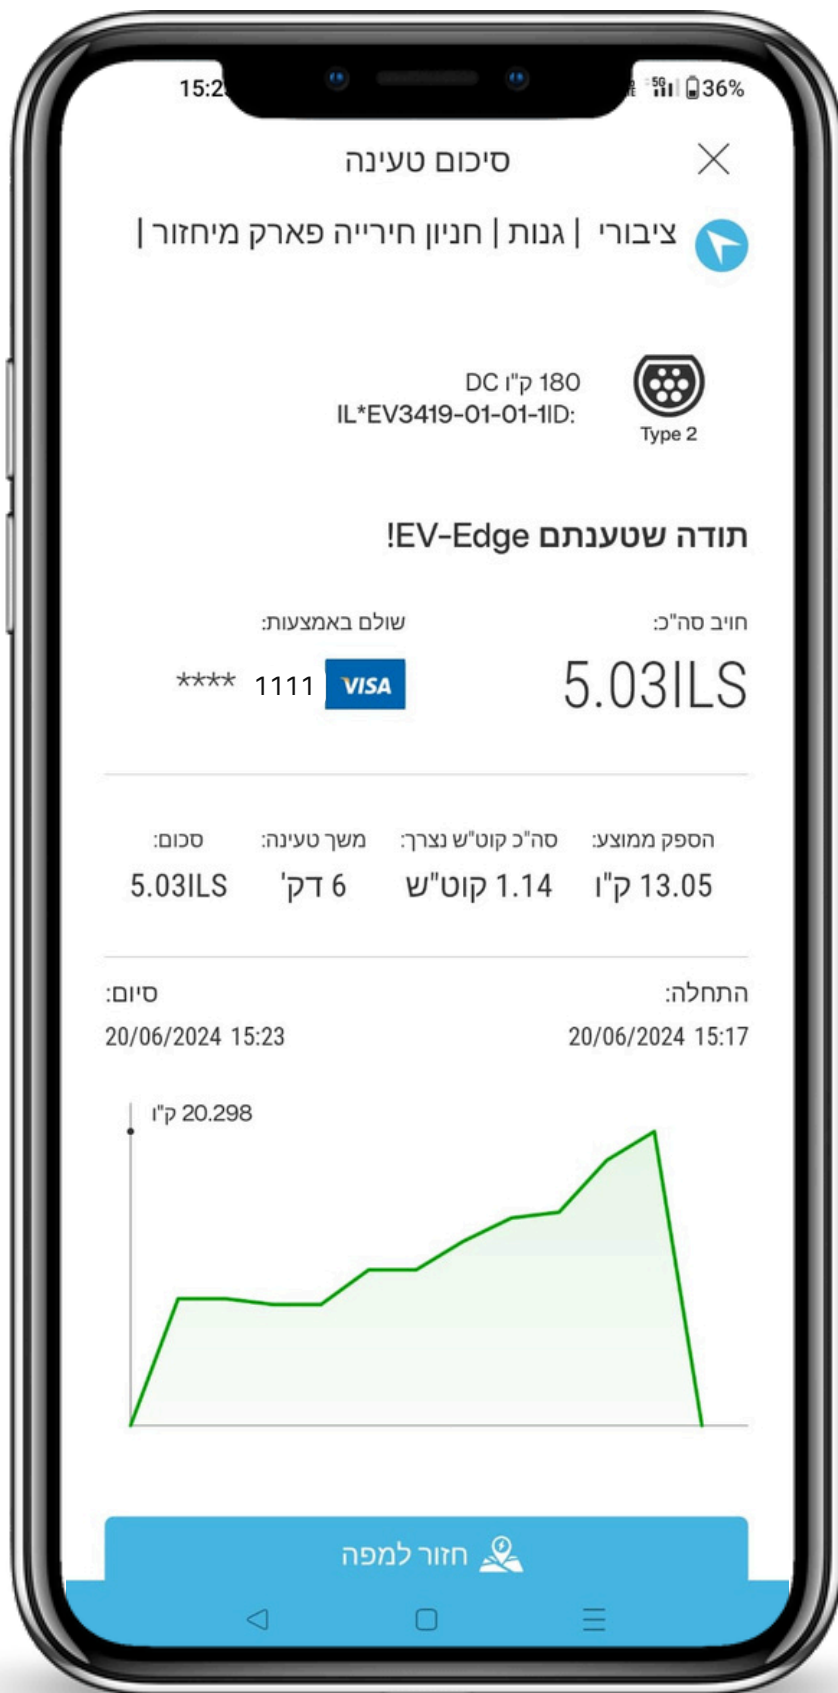 15:2
5G 36%
סיכום טעינה
ציבורי | גנות | חניון חירייה פארק מיחזור |
180 ק"ו DC
IL*EV3419-01-01-1ID:
Type 2
תודה שטענתם EV-Edge!
חויב סה"כ: שולם באמצעות:
5.03ILS VISA 1111 ****
הספק ממוצע: סה"כ קוט"ש נצרך: משך טעינה: סכום:
13.05 ק"ו 1.14 קוט"ש 6 דק' 5.03ILS
התחלה: סיום:
20/06/2024 15:17 20/06/2024 15:23
20.298 ק"ו
חזור למפה